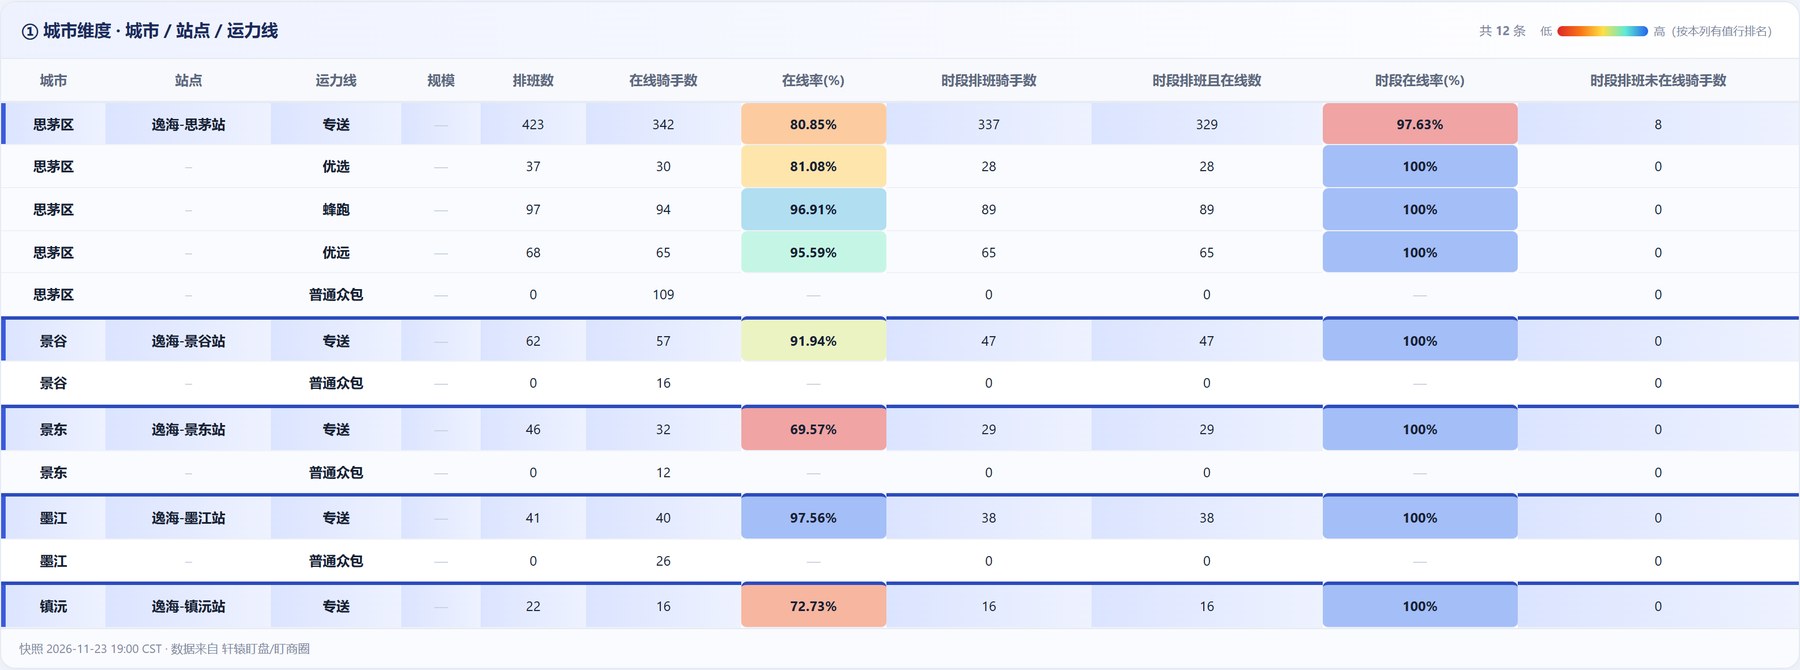 ① 城市维度 · 城市 / 站点 / 运力线
共 12 条 低 高 (按本列有值行排名)
城市 站点 运力线 规模 排班数 在线骑手数 在线率(%) 时段排班骑手数 时段排班且在线数 时段在线率(%) 时段排班未在线骑手数
思茅区 逸海-思茅站 专送 — 423 342 80.85% 337 329 97.63% 8
思茅区 – 优选 — 37 30 81.08% 28 28 100% 0
思茅区 – 蜂跑 — 97 94 96.91% 89 89 100% 0
思茅区 – 优远 — 68 65 95.59% 65 65 100% 0
思茅区 – 普通众包 — 0 109 — 0 0 — 0
景谷 逸海-景谷站 专送 — 62 57 91.94% 47 47 100% 0
景谷 – 普通众包 — 0 16 — 0 0 — 0
景东 逸海-景东站 专送 — 46 32 69.57% 29 29 100% 0
景东 – 普通众包 — 0 12 — 0 0 — 0
墨江 逸海-墨江站 专送 — 41 40 97.56% 38 38 100% 0
墨江 – 普通众包 — 0 26 — 0 0 — 0
镇沅 逸海-镇沅站 专送 — 22 16 72.73% 16 16 100% 0
快照 2026-11-23 19:00 CST · 数据来自 轩辕盯盘/盯商圈